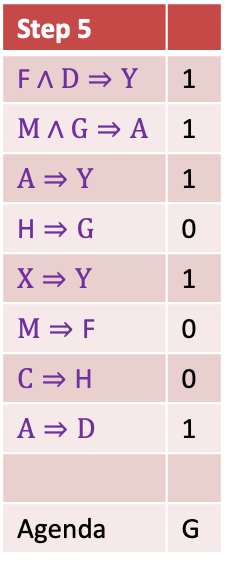 Step 5
F ∧ D ⇒ Y 1
M ∧ G ⇒ A 1
A ⇒ Y 1
H ⇒ G 0
X ⇒ Y 1
M ⇒ F 0
C ⇒ H 0
A ⇒ D 1
Agenda G